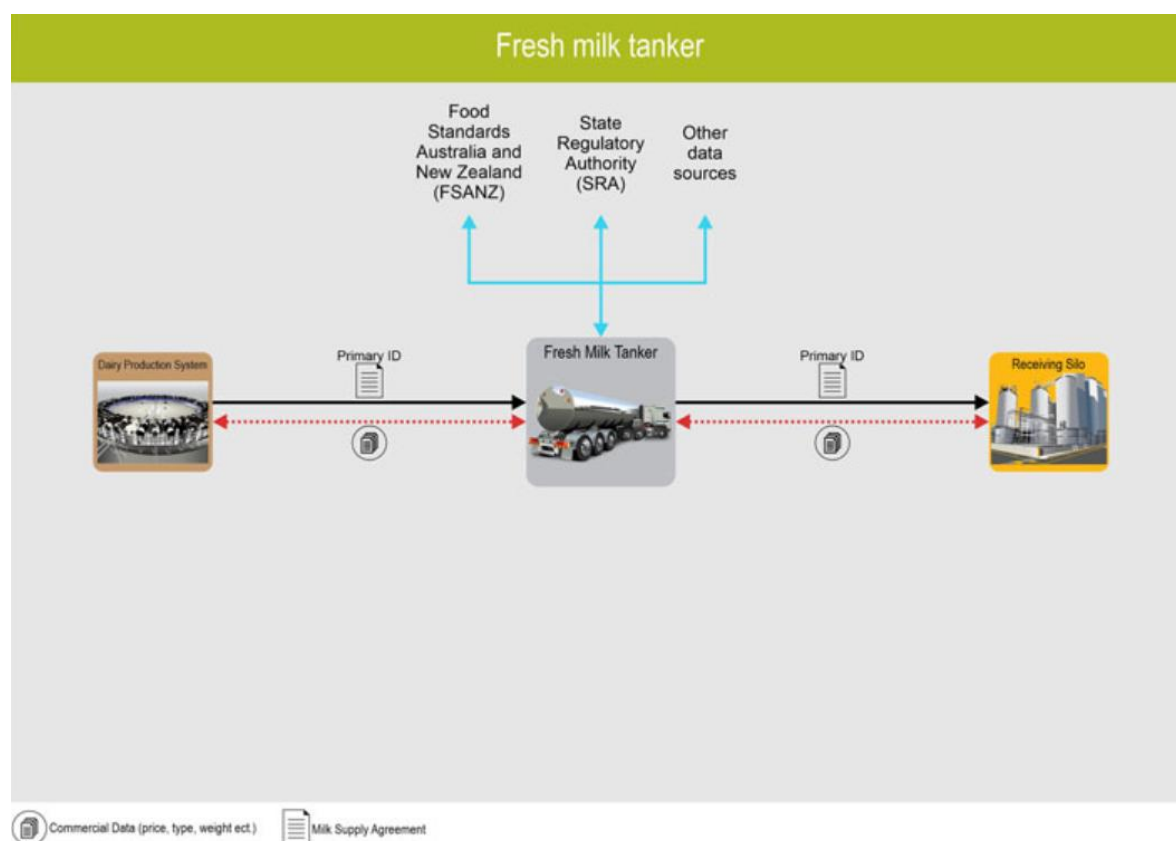 Fresh milk tanker
Food
Standards
Australia and
New Zealand
(FSANZ)
State
Regulatory
Authority
(SRA)
Other
data
sources
Dairy Production System
Primary ID
Fresh Milk Tanker
Primary ID
Receiving Silo
Commercial Data (price, type, weight ect.)
Milk Supply Agreement